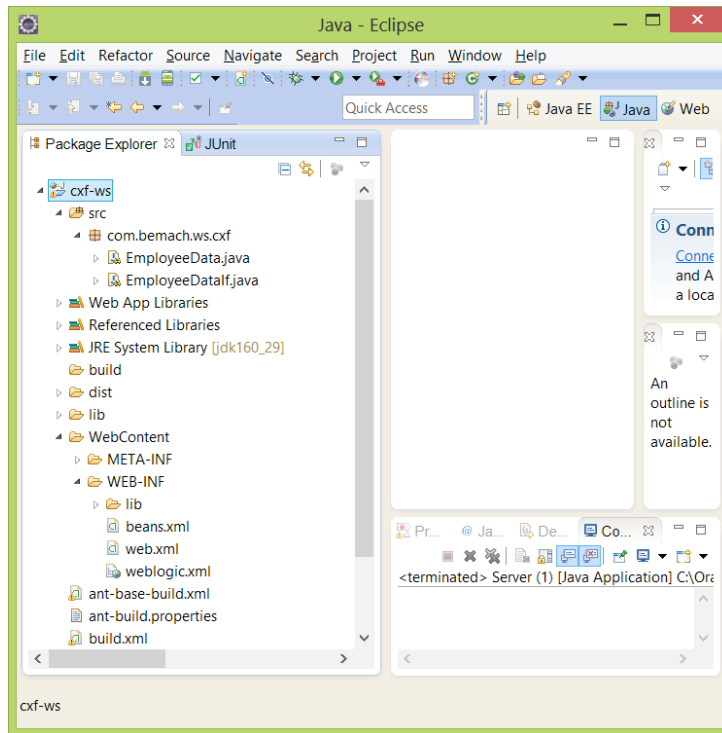 Java - Eclipse
File Edit Refactor Source Navigate Search Project Run Window Help
Quick Access Java EE Java Web
Package Explorer JUnit
cxf-ws
src
com.bemach.ws.cxf
EmployeeData.java
EmployeeDataIf.java
Web App Libraries
Referenced Libraries
JRE System Library [jdk160_29]
build
dist
lib
WebContent
META-INF
WEB-INF
lib
beans.xml
web.xml
weblogic.xml
ant-base-build.xml
ant-build.properties
build.xml
Conn
Conne
and A
a loca
An
outline is
not
available.
Pr... @ Ja... De... Co...
<terminated> Server (1) [Java Application] C:\Ora
cxf-ws